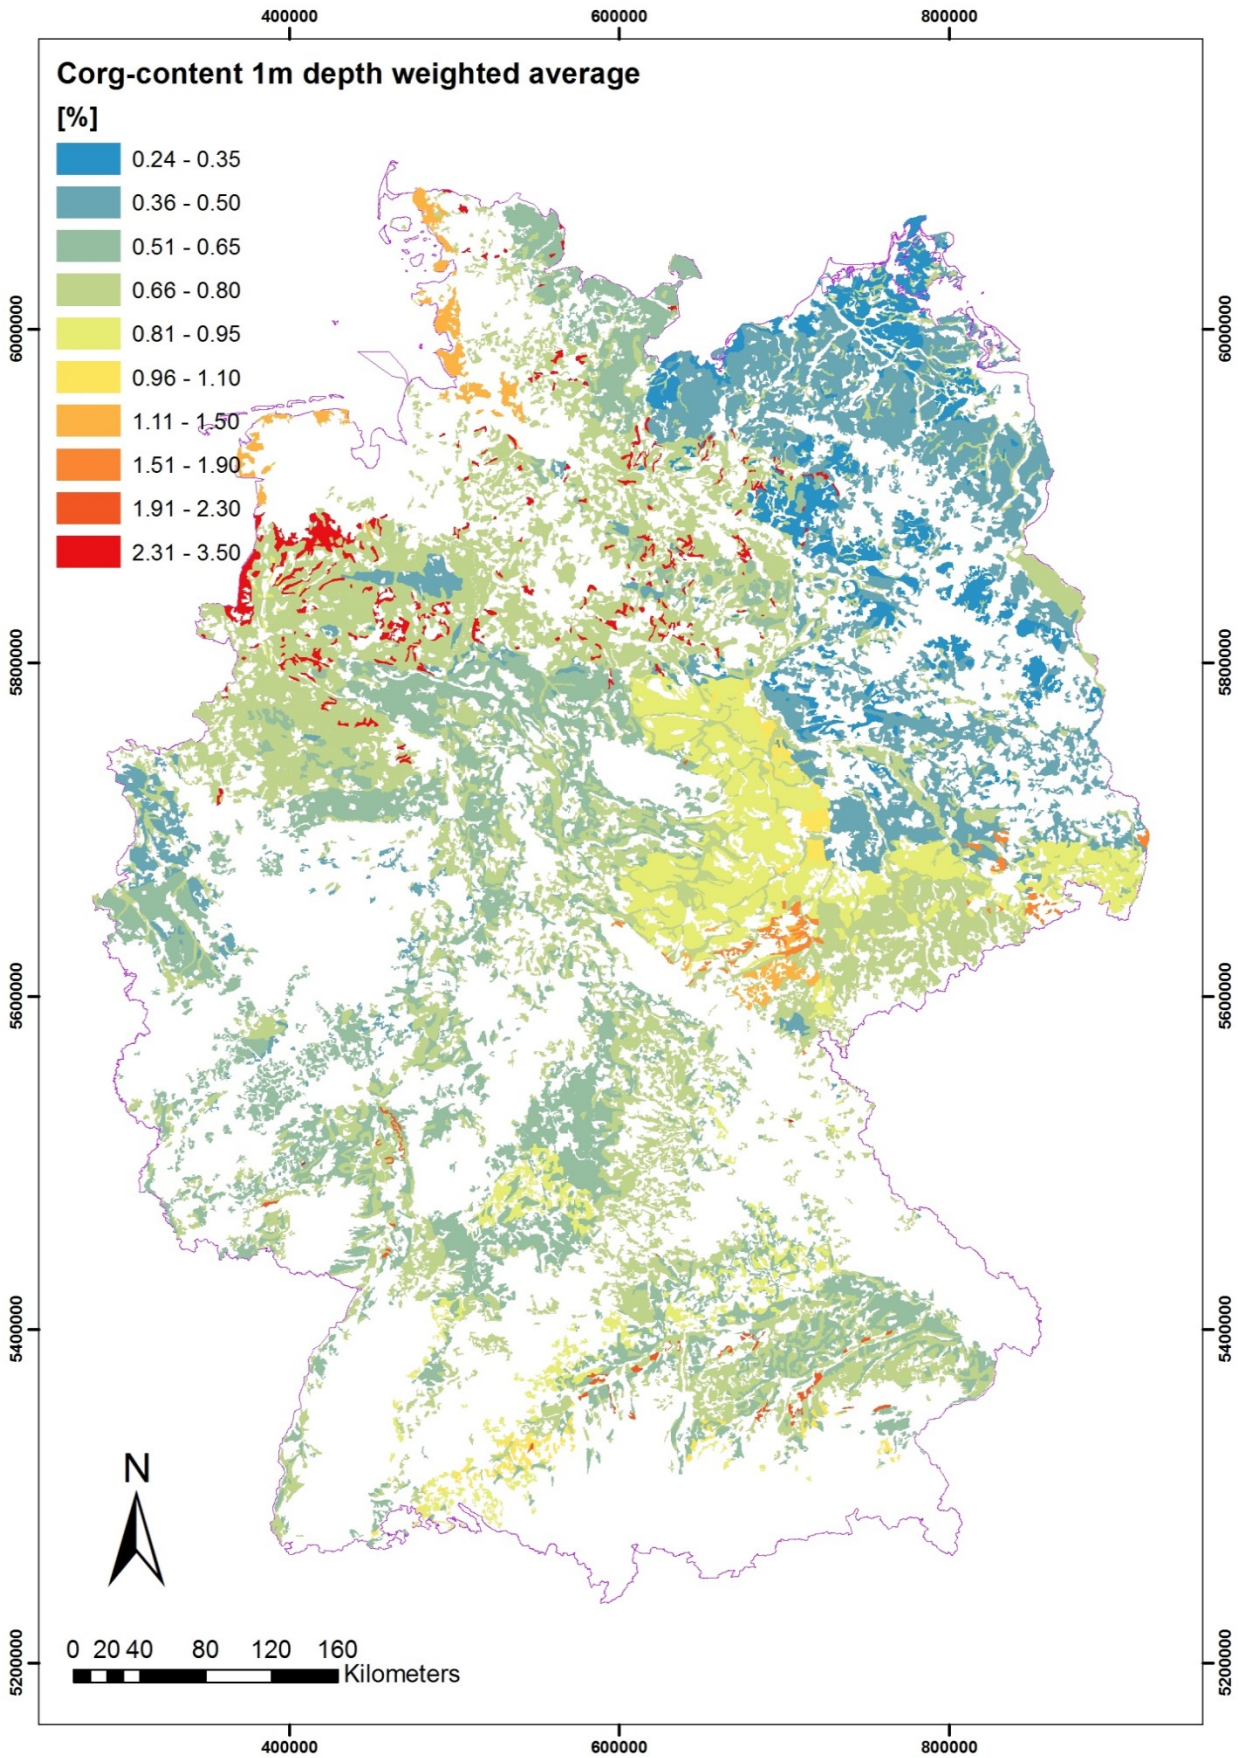 400000 600000 800000
Corg-content 1m depth weighted average
[%]
0.24 - 0.35
0.36 - 0.50
0.51 - 0.65
0.66 - 0.80
0.81 - 0.95
0.96 - 1.10
1.11 - 1.50
1.51 - 1.90
1.91 - 2.30
2.31 - 3.50
6000000 6000000
5800000 5800000
5600000 5600000
5400000 5400000
N
0 20 40 80 120 160
Kilometers
5200000 5200000
400000 600000 800000